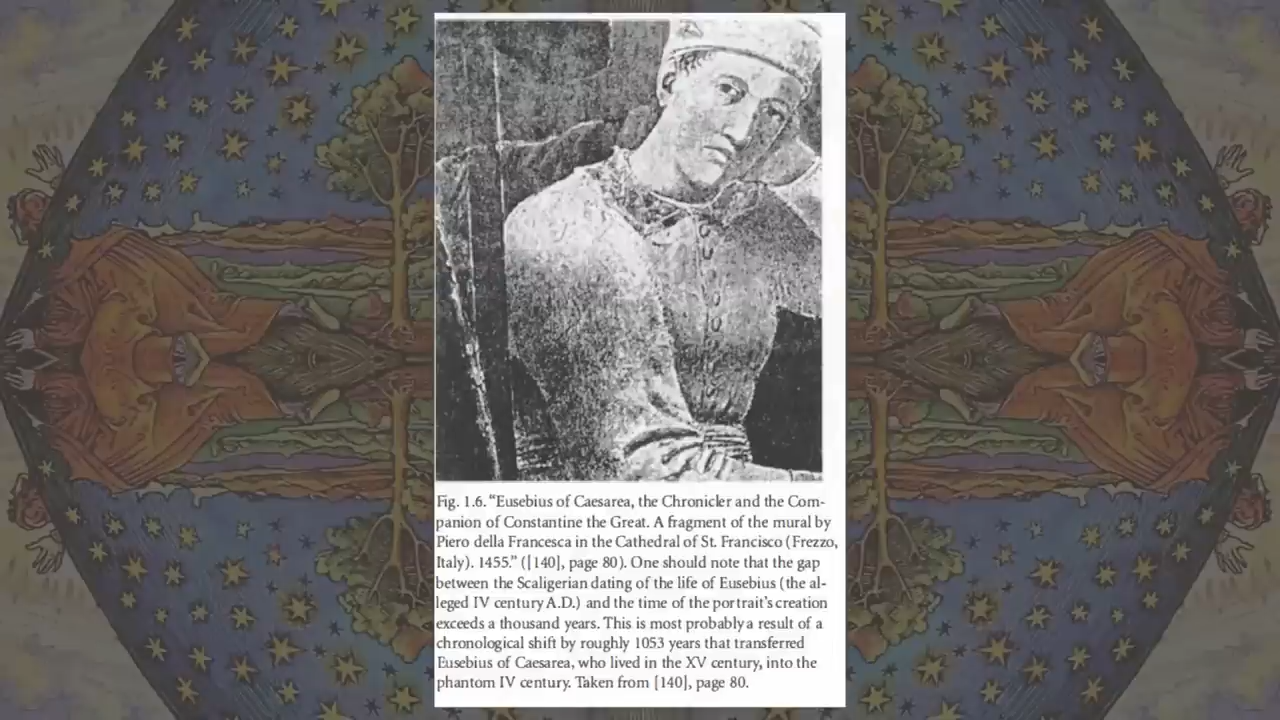 Fig. 1.6. “Eusebius of Caesarea, the Chronicler and the Com-
panion of Constantine the Great. A fragment of the mural by
Piero della Francesca in the Cathedral of St. Francisco (Frezzo,
Italy). 1455.” ([140], page 80). One should note that the gap
between the Scaligerian dating of the life of Eusebius (the al-
leged IV century A.D.) and the time of the portrait’s creation
exceeds a thousand years. This is most probably a result of a
chronological shift by roughly 1053 years that transferred
Eusebius of Caesarea, who lived in the XV century, into the
phantom IV century. Taken from [140], page 80.